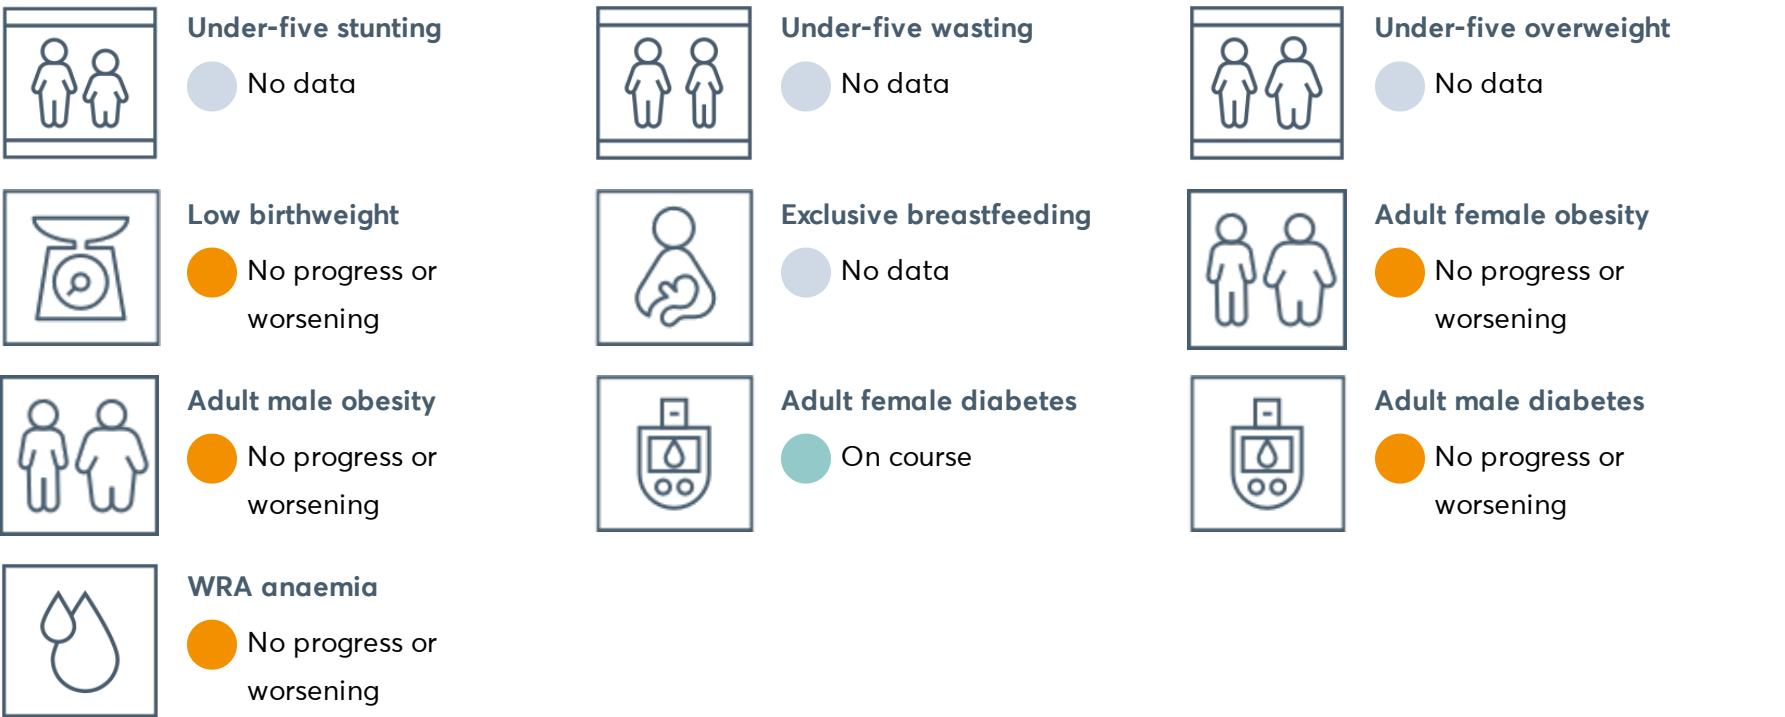 Under-five stunting
No data
Under-five wasting
No data
Under-five overweight
No data
Low birthweight
No progress or
worsening
Exclusive breastfeeding
No data
Adult female obesity
No progress or
worsening
Adult male obesity
No progress or
worsening
Adult female diabetes
On course
Adult male diabetes
No progress or
worsening
WRA anaemia
No progress or
worsening